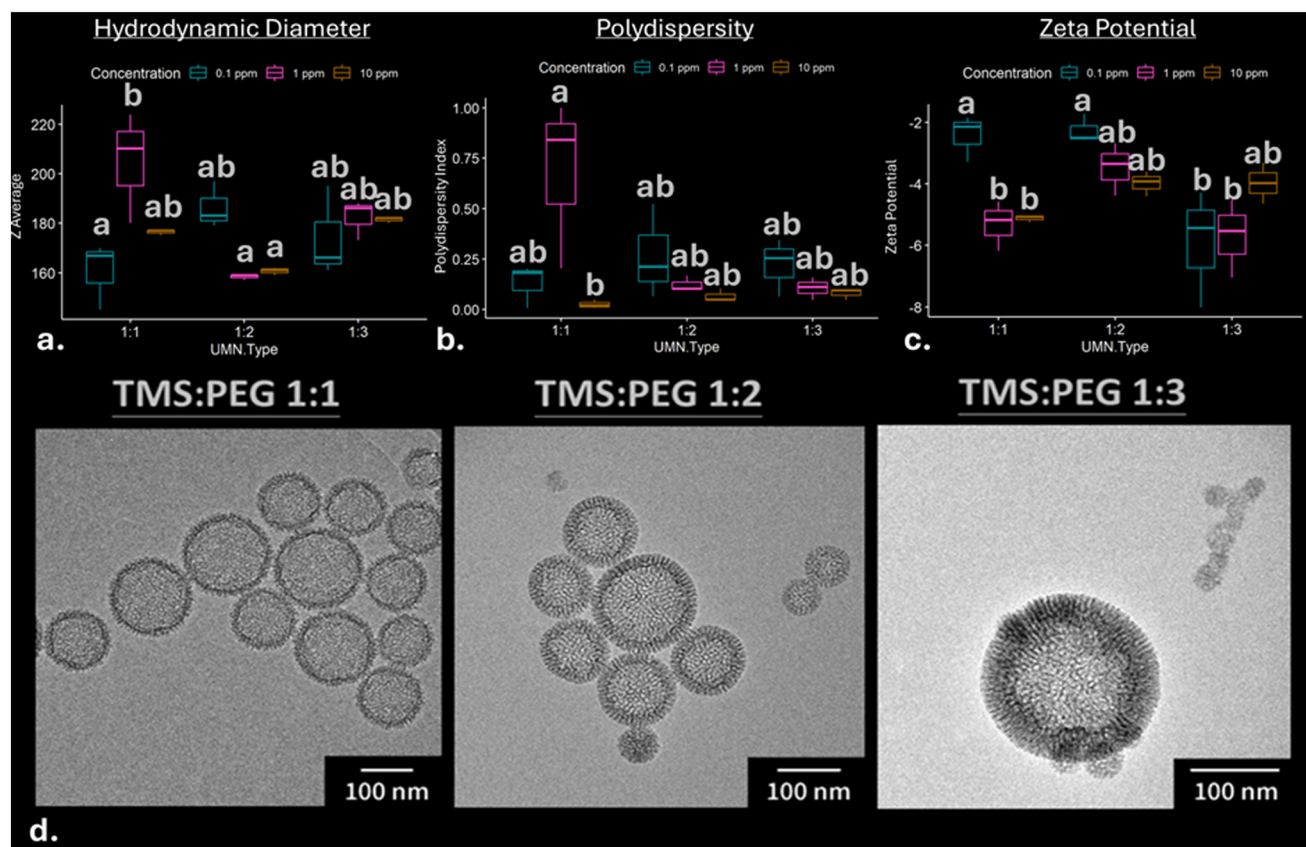 Hydrodynamic Diameter
Concentration 0.1 ppm 1 ppm 10 ppm
Z Average
220
200
180
160
a
b
ab
ab
a
a
ab
ab
ab
1:1 1:2 1:3
UMN.Type
a.
Polydispersity
Concentration 0.1 ppm 1 ppm 10 ppm
Polydispersity Index
1.00
0.75
0.50
0.25
0.00
ab
a
b
ab
ab
ab
ab
ab
ab
1:1 1:2 1:3
UMN.Type
b.
Zeta Potential
Concentration 0.1 ppm 1 ppm 10 ppm
Zeta Potential
-2
-4
-6
-8
a
b
b
a
ab
ab
b
b
ab
1:1 1:2 1:3
UMN.Type
c.
TMS:PEG 1:1
100 nm
TMS:PEG 1:2
100 nm
TMS:PEG 1:3
100 nm
d.